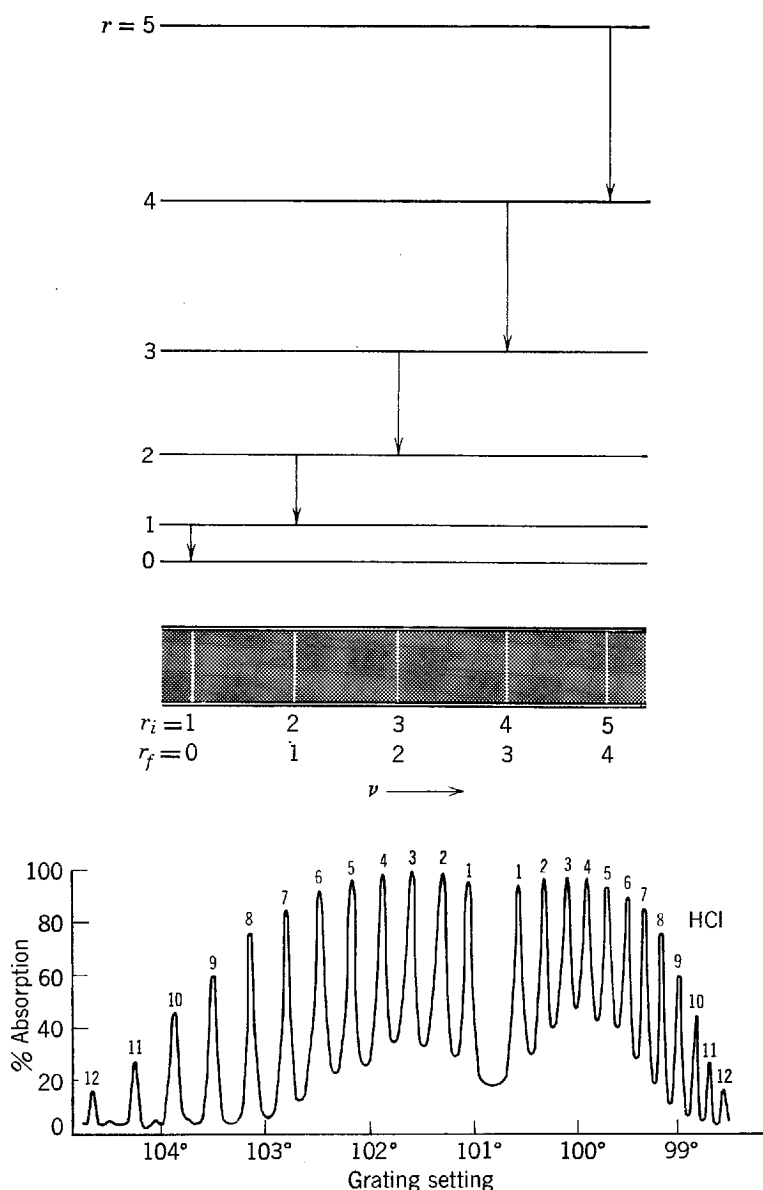 r = 5
4
3
2
1
0
r_i = 1 2 3 4 5
r_f = 0 1 2 3 4
ν
100
80
60
40
20
0
% Absorption
12 11 10 9 8 7 6 5 4 3 2 1 1 2 3 4 5 6 7 8 9 10 11 12
HCl
104° 103° 102° 101° 100° 99°
Grating setting